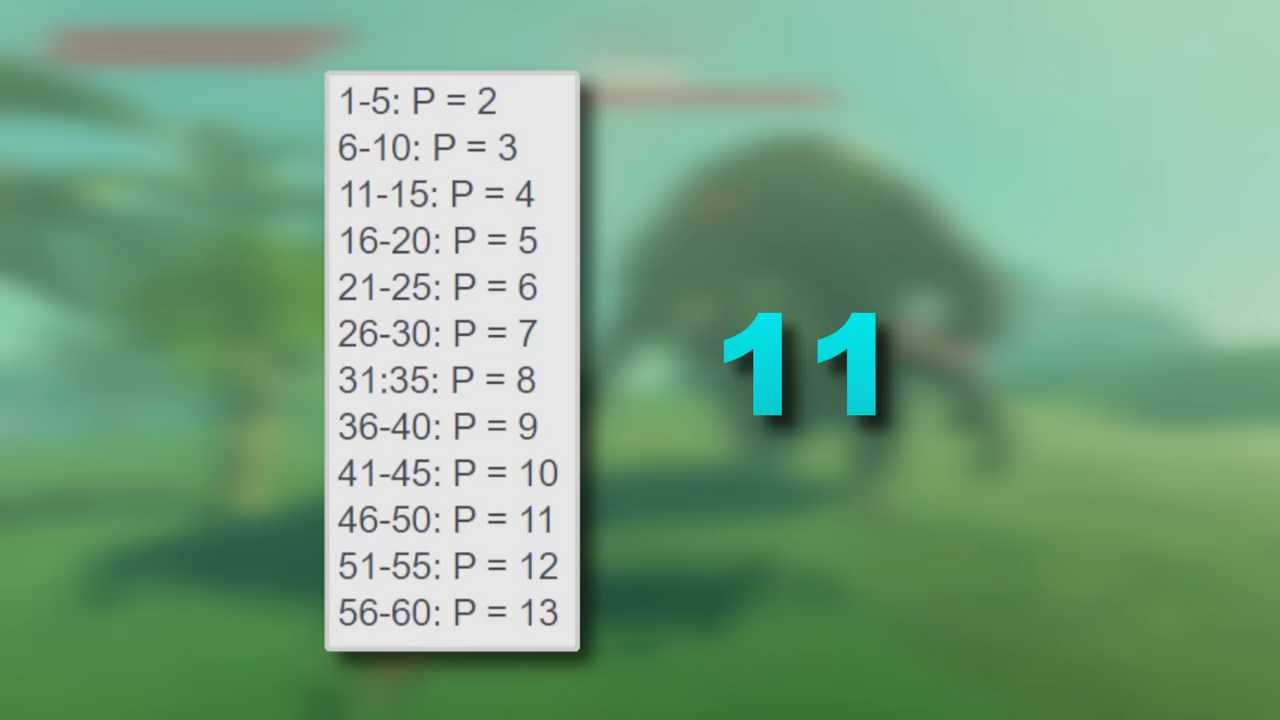 1-5: P = 2
6-10: P = 3
11-15: P = 4
16-20: P = 5
21-25: P = 6
26-30: P = 7
31:35: P = 8
36-40: P = 9
41-45: P = 10
46-50: P = 11
51-55: P = 12
56-60: P = 13
11